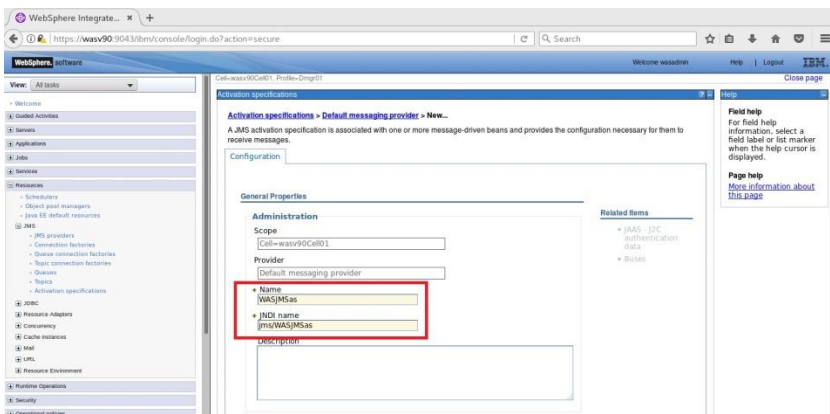 WebSphere Integrate...
https://wasv90:9043/ibm/console/login.do?action=secure
Search
WebSphere. software
Welcome wasadmin
Help | Logout
IBM.
Cell=wasv90Cell01, Profile=Dmgr01
Close page
View: All tasks
Welcome
Guided Activities
Servers
Applications
Jobs
Services
Resources
Schedulers
Object pool managers
Java EE default resources
JMS
JMS providers
Connection factories
Queue connection factories
Topic connection factories
Queues
Topics
Activation specifications
JDBC
Resource Adapters
Concurrency
Cache instances
Mail
URL
Resource Environment
Runtime Operations
Security
Operational policies
Activation specifications
Activation specifications > Default messaging provider > New...
A JMS activation specification is associated with one or more message-driven beans and provides the configuration necessary for them to
receive messages.
Configuration
General Properties
Administration
Scope
Cell=wasv90Cell01
Provider
Default messaging provider
Name
WASJMSas
JNDI name
jms/WASJMSas
Description
Related Items
JAAS - J2C
authentication
data
Buses
Help
Field help
For field help
information, select a
field label or list marker
when the help cursor is
displayed.
Page help
More information about
this page